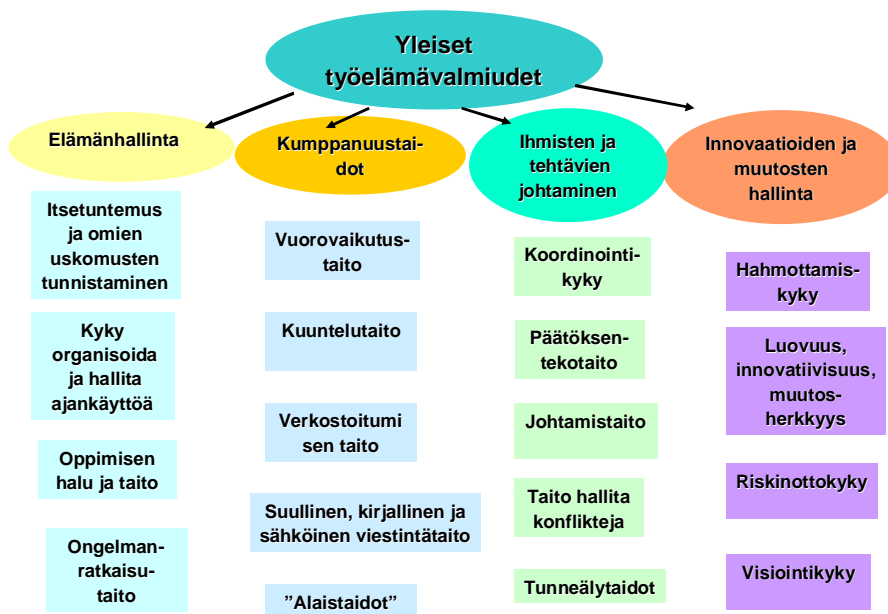 Yleiset
työelämävalmiudet
Elämänhallinta
Itsetuntemus
ja omien
uskomusten
tunnistaminen
Kyky
organisoida
ja hallita
ajankäyttöä
Oppimisen
halu ja taito
Ongelman-
ratkaisu-
taito
Kumppanuustai-
dot
Vuorovaikutus-
taito
Kuuntelutaito
Verkostoitumi
sen taito
Suullinen, kirjallinen ja
sähköinen viestintätaito
”Alaistaidot”
Ihmisten ja
tehtävien
johtaminen
Koordinointi-
kyky
Päätöksen-
tekotaito
Johtamistaito
Taito hallita
konflikteja
Tunneälytaidot
Innovaatioiden ja
muutosten
hallinta
Hahmottamis-
kyky
Luovuus,
innovatiivisuus,
muutos-
herkkyys
Riskinottokyky
Visiointikyky